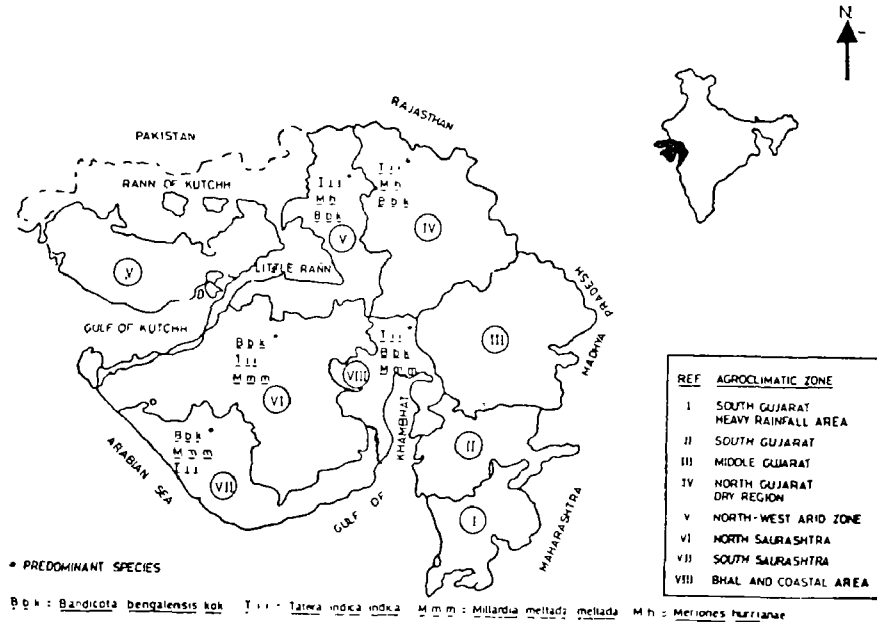 N
RAJASTHAN
PAKISTAN
RANN OF KUTCHH
T i i *
M h
B b k
V
T i i *
M h
B b k
IV
V
LITTLE RANN
GULF OF KUTCHH
MADHYA PRADESH
III
B b k *
T i i
M m m
VI
T i i *
B b k
M m m
VIII
KHAMBHAT
GULF OF
B b k *
M m m
T i i
VII
ARABIAN SEA
II
I
MAHARASHTRA
REF AGROCLIMATIC ZONE
I SOUTH GUJARAT
HEAVY RAINFALL AREA
II SOUTH GUJARAT
III MIDDLE GUJARAT
IV NORTH GUJARAT
DRY REGION
V NORTH-WEST ARID ZONE
VI NORTH SAURASHTRA
VII SOUTH SAURASHTRA
VIII BHAL AND COASTAL AREA
* PREDOMINANT SPECIES
B b k : Bandicota bengalensis kok T i i - Tatera indica indica M m m : Millardia meltada meltada M h : Meriones hurrianae